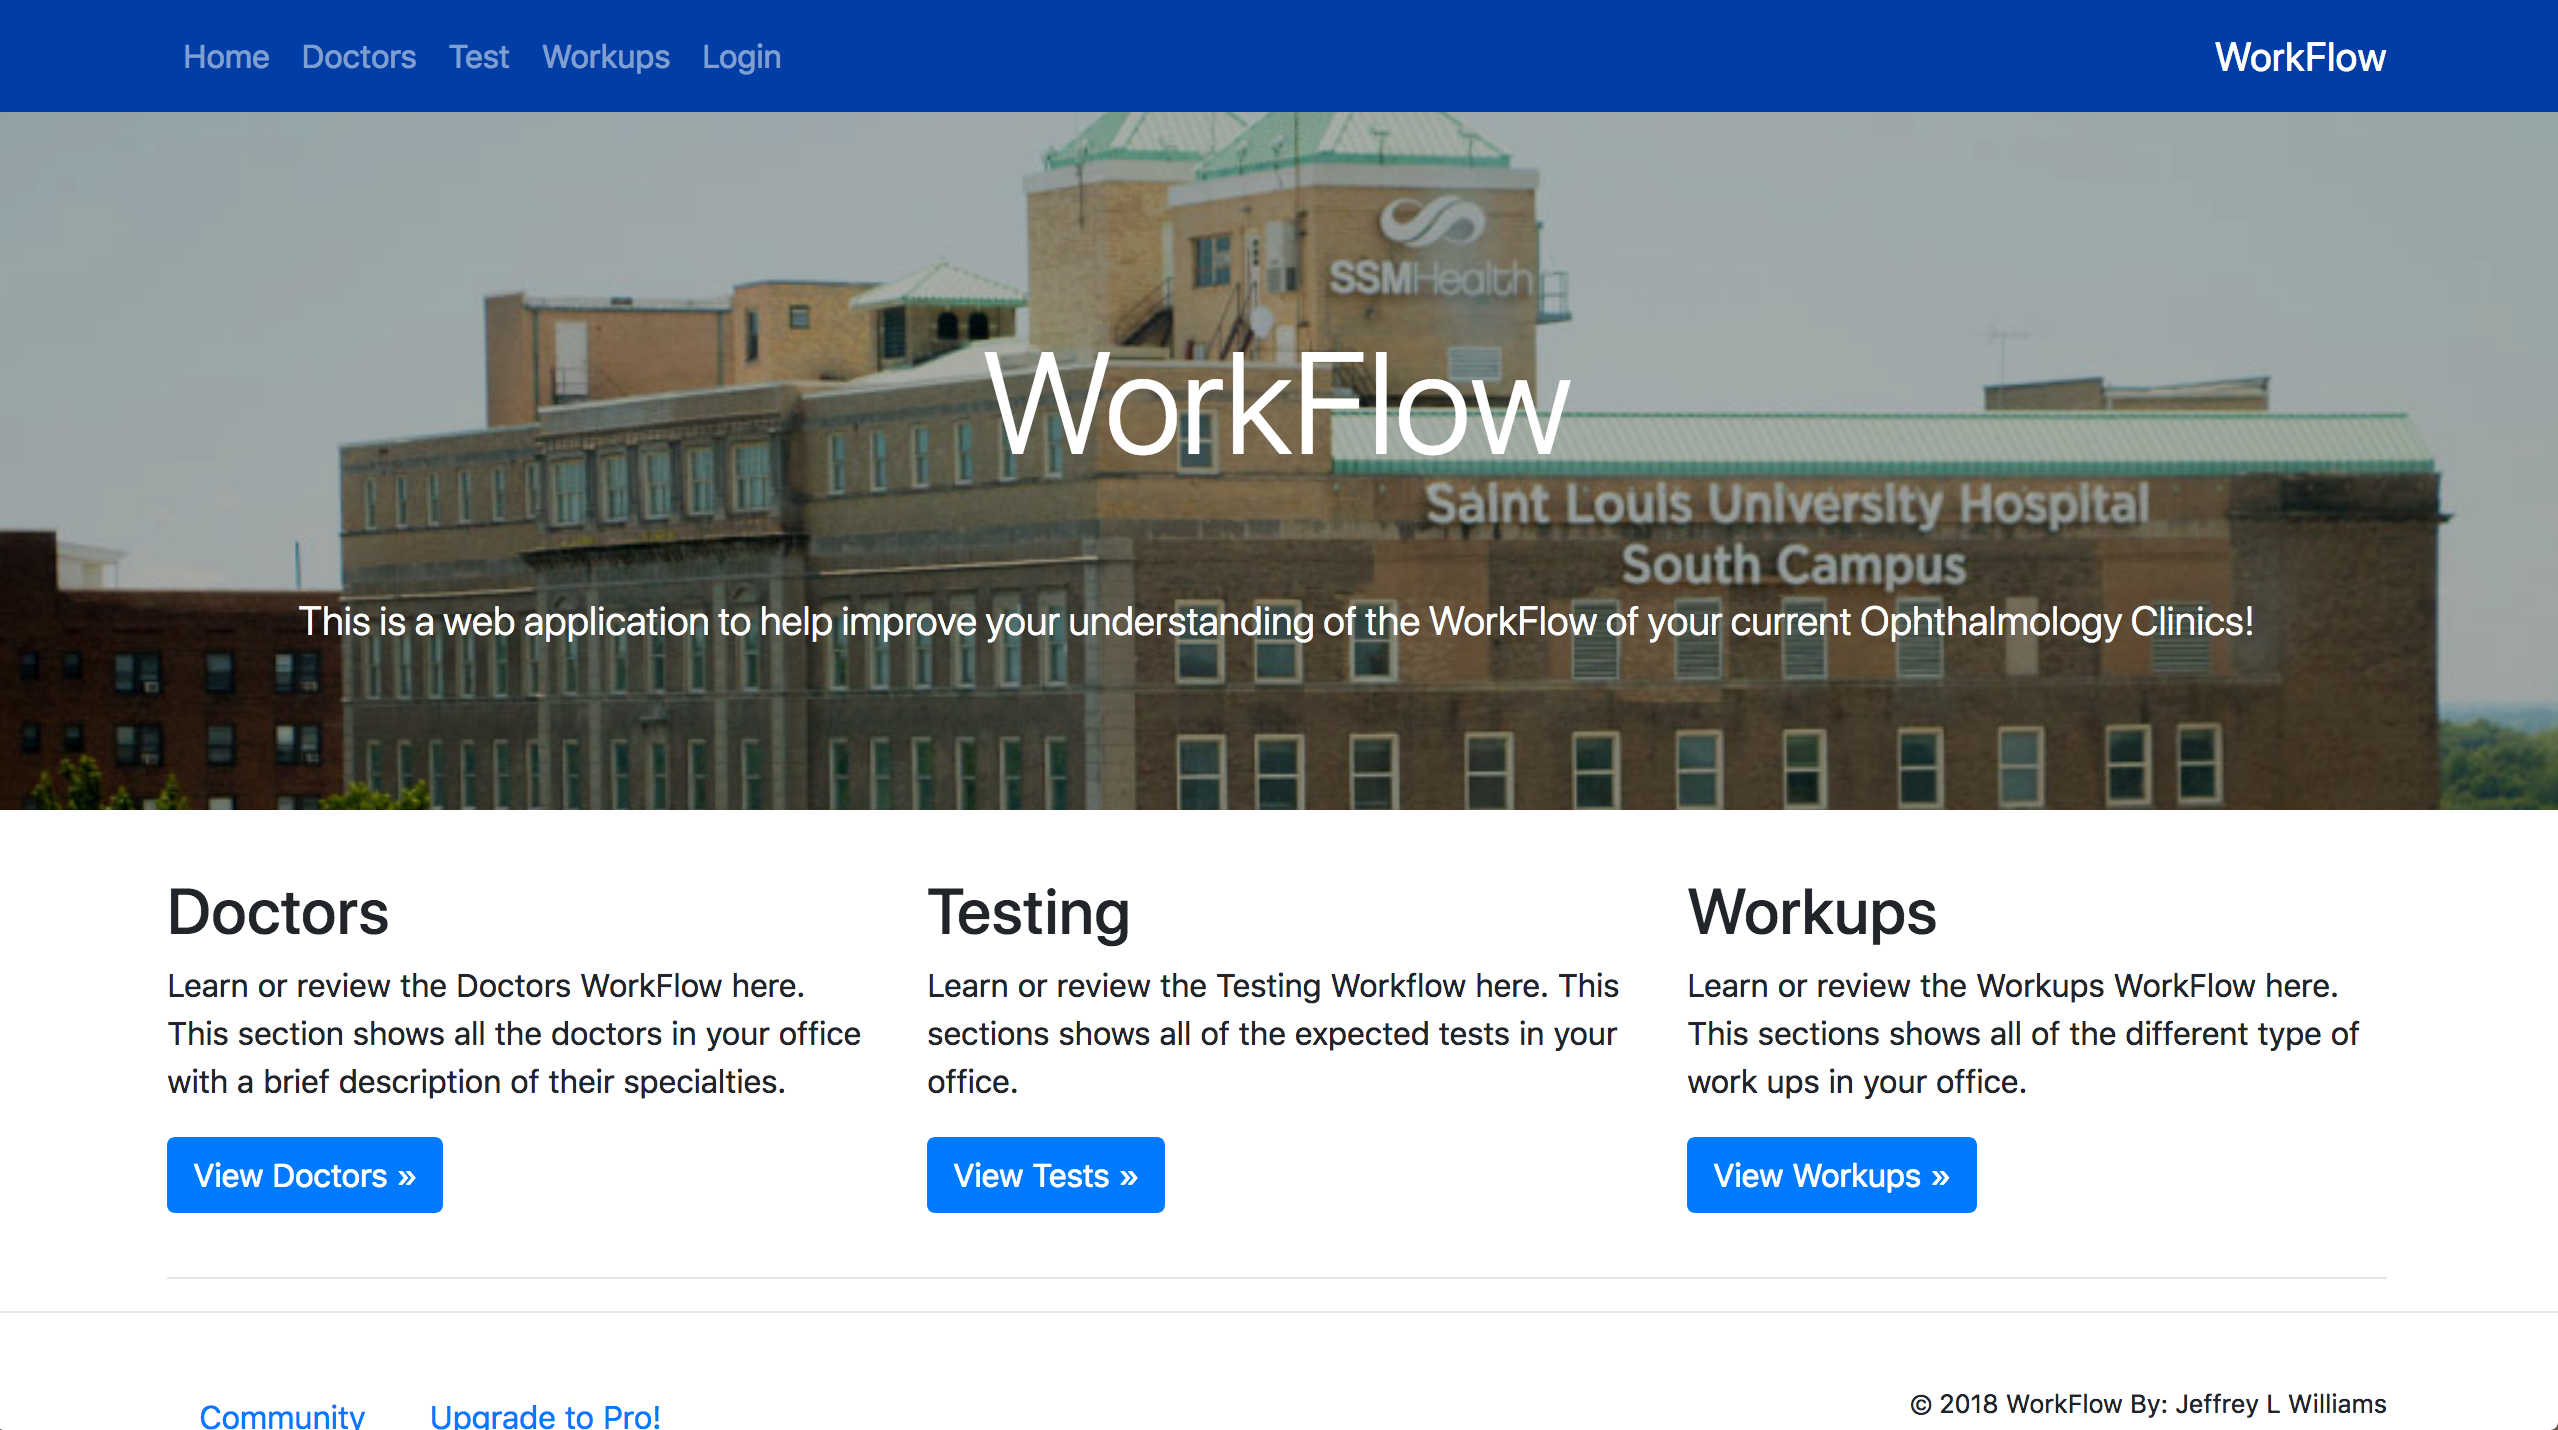 Home Doctors Test Workups Login WorkFlow
SSMHealth
WorkFlow
Saint Louis University Hospital
South Campus
This is a web application to help improve your understanding of the WorkFlow of your current Ophthalmology Clinics!
Doctors
Learn or review the Doctors WorkFlow here.
This section shows all the doctors in your office
with a brief description of their specialties.
View Doctors »
Testing
Learn or review the Testing Workflow here. This
sections shows all of the expected tests in your
office.
View Tests »
Workups
Learn or review the Workups WorkFlow here.
This sections shows all of the different type of
work ups in your office.
View Workups »
Community Upgrade to Pro!
© 2018 WorkFlow By: Jeffrey L Williams